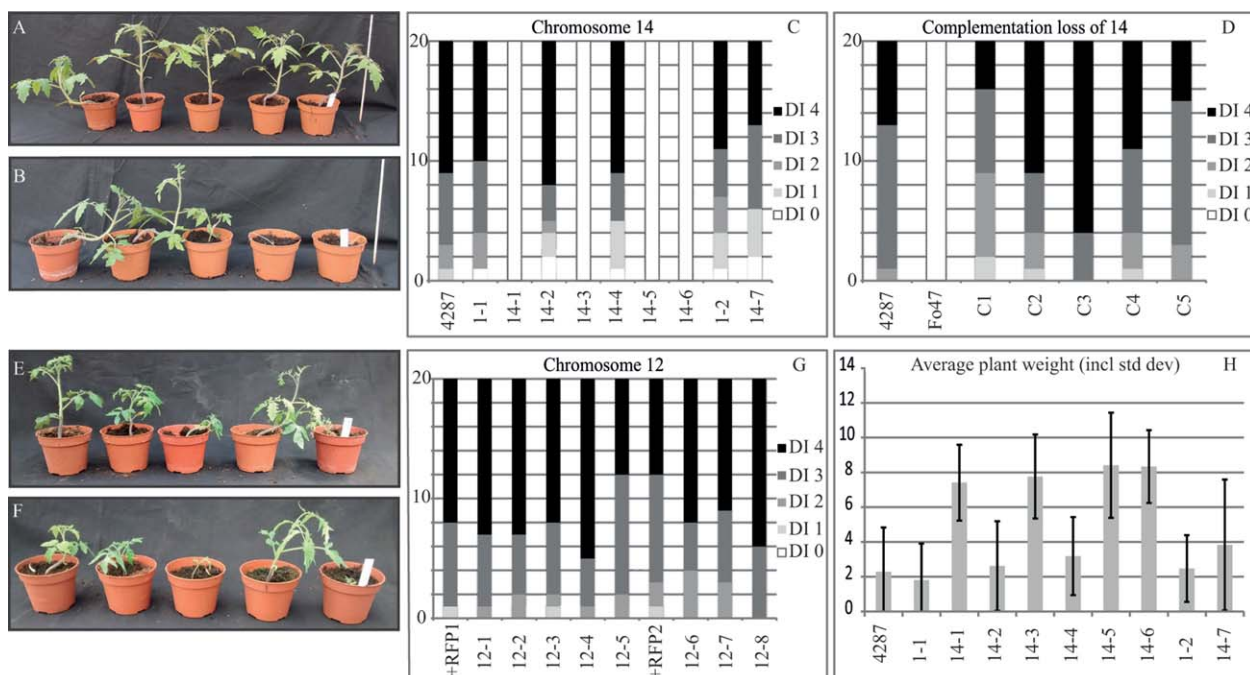 A
B
Chromosome 14
C
20
10
0
DI 4
DI 3
DI 2
DI 1
DI 0
4287
1-1
14-1
14-2
14-3
14-4
14-5
14-6
1-2
14-7
Complementation loss of 14
D
20
10
0
DI 4
DI 3
DI 2
DI 1
DI 0
4287
Fo47
C1
C2
C3
C4
C5
E
F
Chromosome 12
G
20
10
0
DI 4
DI 3
DI 2
DI 1
DI 0
+RFP1
12-1
12-2
12-3
12-4
12-5
+RFP2
12-6
12-7
12-8
Average plant weight (incl std dev)
H
14
12
10
8
6
4
2
0
4287
1-1
14-1
14-2
14-3
14-4
14-5
14-6
1-2
14-7